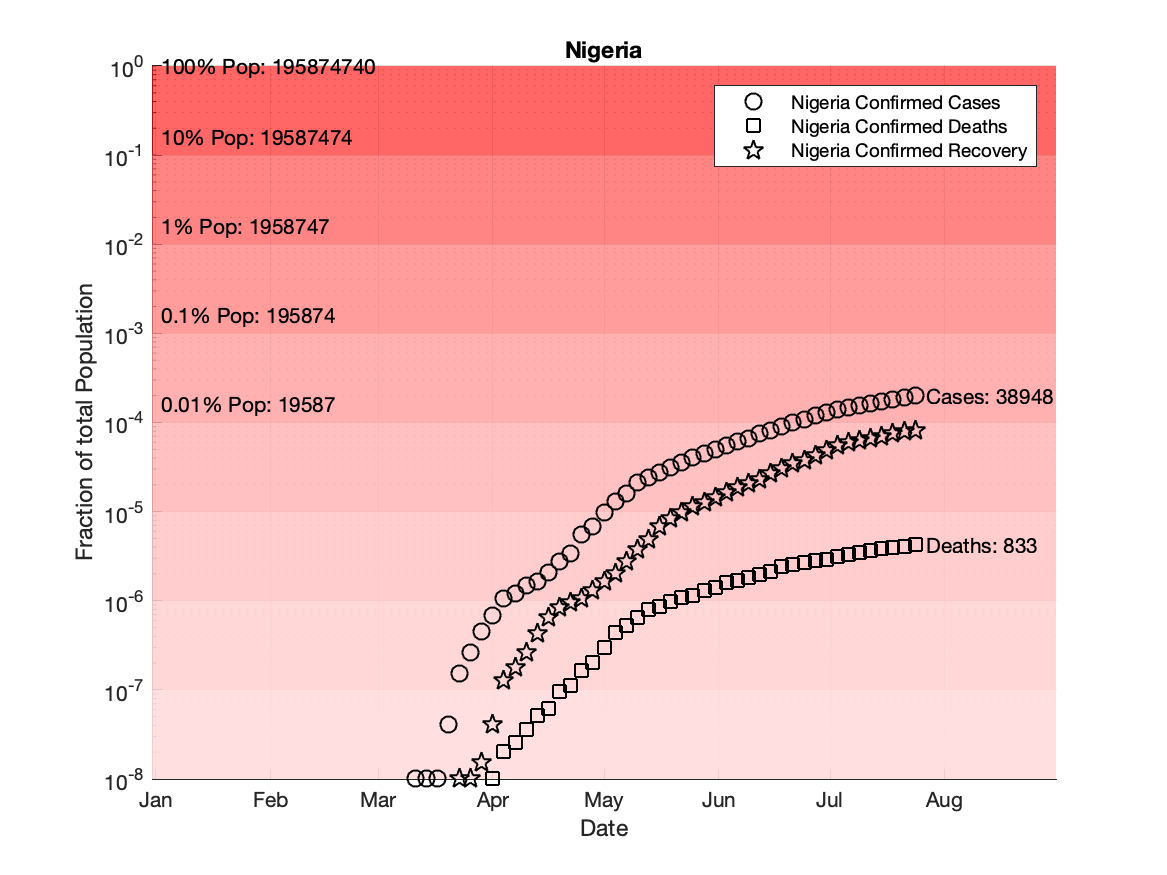 Nigeria
10^0
100% Pop: 195874740
Nigeria Confirmed Cases
Nigeria Confirmed Deaths
Nigeria Confirmed Recovery
10% Pop: 19587474
10^-1
1% Pop: 1958747
10^-2
0.1% Pop: 195874
10^-3
0.01% Pop: 19587
Cases: 38948
10^-4
10^-5
Deaths: 833
10^-6
10^-7
10^-8
Fraction of total Population
Jan Feb Mar Apr May Jun Jul Aug
Date